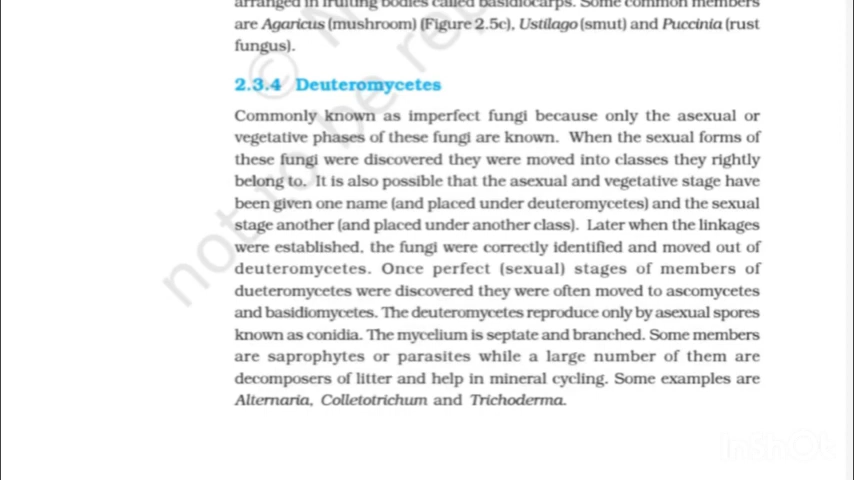 arranged in fruiting bodies called basidiocarps. Some common members
are Agaricus (mushroom) (Figure 2.5c), Ustilago (smut) and Puccinia (rust
fungus).
2.3.4 Deuteromycetes
Commonly known as imperfect fungi because only the asexual or
vegetative phases of these fungi are known. When the sexual forms of
these fungi were discovered they were moved into classes they rightly
belong to. It is also possible that the asexual and vegetative stage have
been given one name (and placed under deuteromycetes) and the sexual
stage another (and placed under another class). Later when the linkages
were established, the fungi were correctly identified and moved out of
deuteromycetes. Once perfect (sexual) stages of members of
dueteromycetes were discovered they were often moved to ascomycetes
and basidiomycetes. The deuteromycetes reproduce only by asexual spores
known as conidia. The mycelium is septate and branched. Some members
are saprophytes or parasites while a large number of them are
decomposers of litter and help in mineral cycling. Some examples are
Alternaria, Colletotrichum and Trichoderma.
© N
not to be rep
InShOt